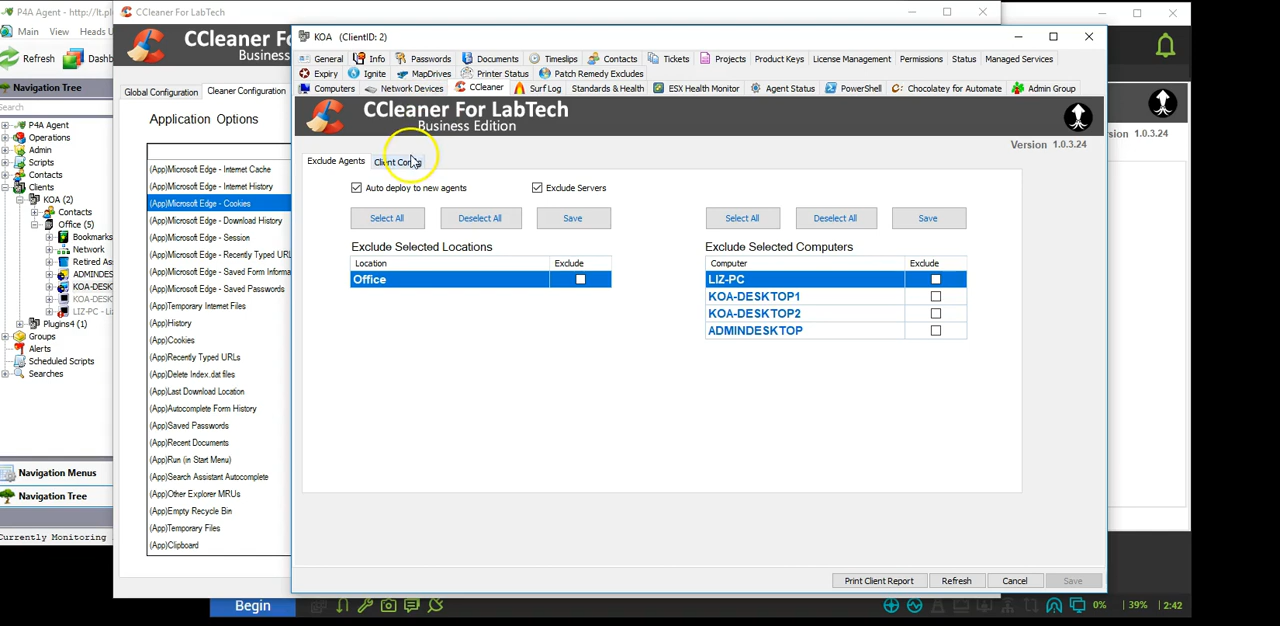 P4A Agent - http://lt.pl
Main View Heads U
Refresh Dashb
Navigation Tree
Search
P4A Agent
Operations
Admin
Scripts
Contacts
Clients
KOA (2)
Contacts
Office (5)
Bookmarks
Network
Retired Ass
ADMINDES
KOA-DESK
KOA-DESK
LIZ-PC - Li
Plugins4 (1)
Groups
Alerts
Scheduled Scripts
Searches
Navigation Menus
Navigation Tree
Currently Monitoring
CCleaner For LabTech
CCleaner Fo
Business
Global Configuration Cleaner Configuration
Application Options
(App)Microsoft Edge - Internet Cache
(App)Microsoft Edge - Internet History
(App)Microsoft Edge - Cookies
(App)Microsoft Edge - Download History
(App)Microsoft Edge - Session
(App)Microsoft Edge - Recently Typed URL
(App)Microsoft Edge - Saved Form Informa
(App)Microsoft Edge - Saved Passwords
(App)Temporary Internet Files
(App)History
(App)Cookies
(App)Recently Typed URLs
(App)Delete Index.dat files
(App)Last Download Location
(App)Autocomplete Form History
(App)Saved Passwords
(App)Recent Documents
(App)Run (in Start Menu)
(App)Search Assistant Autocomplete
(App)Other Explorer MRUs
(App)Empty Recycle Bin
(App)Temporary Files
(App)Clipboard
KOA (ClientID: 2)
General Info Passwords Documents Timeslips Contacts Tickets Projects Product Keys License Management Permissions Status Managed Services
Expiry Ignite MapDrives Printer Status Patch Remedy Excludes
Computers Network Devices CCleaner Surf Log Standards & Health ESX Health Monitor Agent Status PowerShell Chocolatey for Automate Admin Group
CCleaner For LabTech
Business Edition
Version 1.0.3.24
Exclude Agents Client Config
Auto deploy to new agents Exclude Servers
Select All Deselect All Save Select All Deselect All Save
Exclude Selected Locations Exclude Selected Computers
Location Exclude Computer Exclude
Office LIZ-PC
KOA-DESKTOP1
KOA-DESKTOP2
ADMINDESKTOP
Print Client Report Refresh Cancel Save
sion 1.0.3.24
Begin 0% 39% 2:42